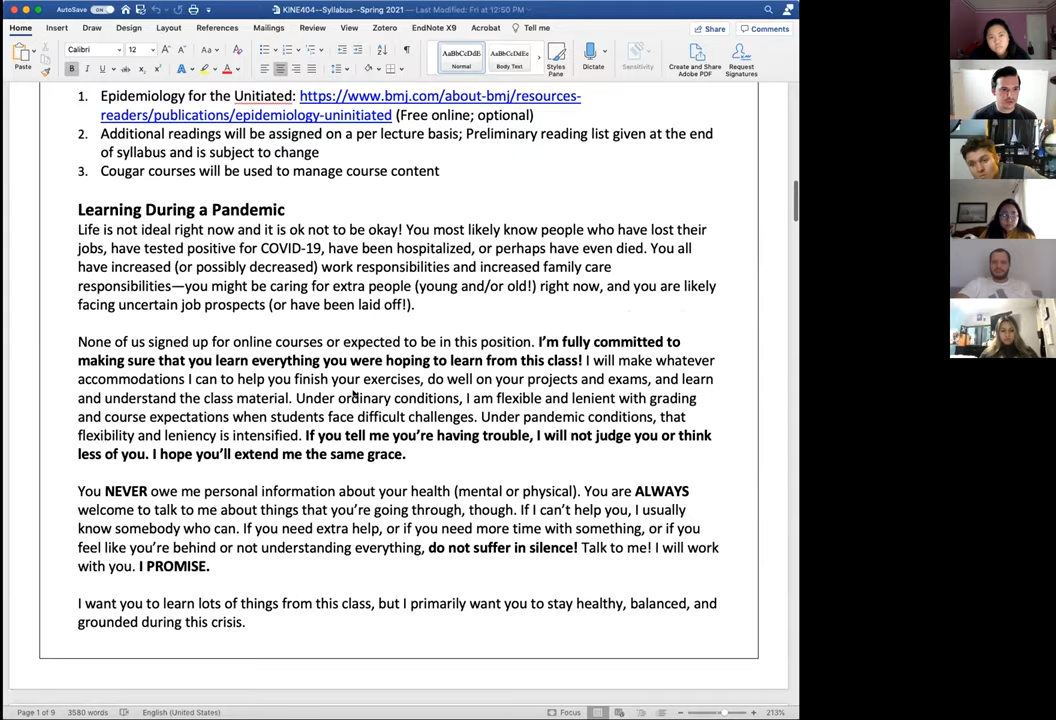 AutoSave
KINE404--Syllabus--Spring 2021 — Last Modified: Fri at 12:50 PM
Home Insert Draw Design Layout References Mailings Review View Zotero EndNote X9 Acrobat Tell me Share Comments
Paste Calibri 12 AaBbCcDdE AaBbCcDdE
Normal Body Text Styles Pane Dictate Sensitivity Create and Share Adobe PDF Request Signatures
1. Epidemiology for the Unitiated: https://www.bmj.com/about-bmj/resources-
readers/publications/epidemiology-uninitiated (Free online; optional)
2. Additional readings will be assigned on a per lecture basis; Preliminary reading list given at the end
of syllabus and is subject to change
3. Cougar courses will be used to manage course content
Learning During a Pandemic
Life is not ideal right now and it is ok not to be okay! You most likely know people who have lost their
jobs, have tested positive for COVID-19, have been hospitalized, or perhaps have even died. You all
have increased (or possibly decreased) work responsibilities and increased family care
responsibilities—you might be caring for extra people (young and/or old!) right now, and you are likely
facing uncertain job prospects (or have been laid off!).
None of us signed up for online courses or expected to be in this position. I'm fully committed to
making sure that you learn everything you were hoping to learn from this class! I will make whatever
accommodations I can to help you finish your exercises, do well on your projects and exams, and learn
and understand the class material. Under ordinary conditions, I am flexible and lenient with grading
and course expectations when students face difficult challenges. Under pandemic conditions, that
flexibility and leniency is intensified. If you tell me you're having trouble, I will not judge you or think
less of you. I hope you'll extend me the same grace.
You NEVER owe me personal information about your health (mental or physical). You are ALWAYS
welcome to talk to me about things that you're going through, though. If I can't help you, I usually
know somebody who can. If you need extra help, or if you need more time with something, or if you
feel like you're behind or not understanding everything, do not suffer in silence! Talk to me! I will work
with you. I PROMISE.
I want you to learn lots of things from this class, but I primarily want you to stay healthy, balanced, and
grounded during this crisis.
Page 1 of 9 3580 words English (United States) Focus 213%